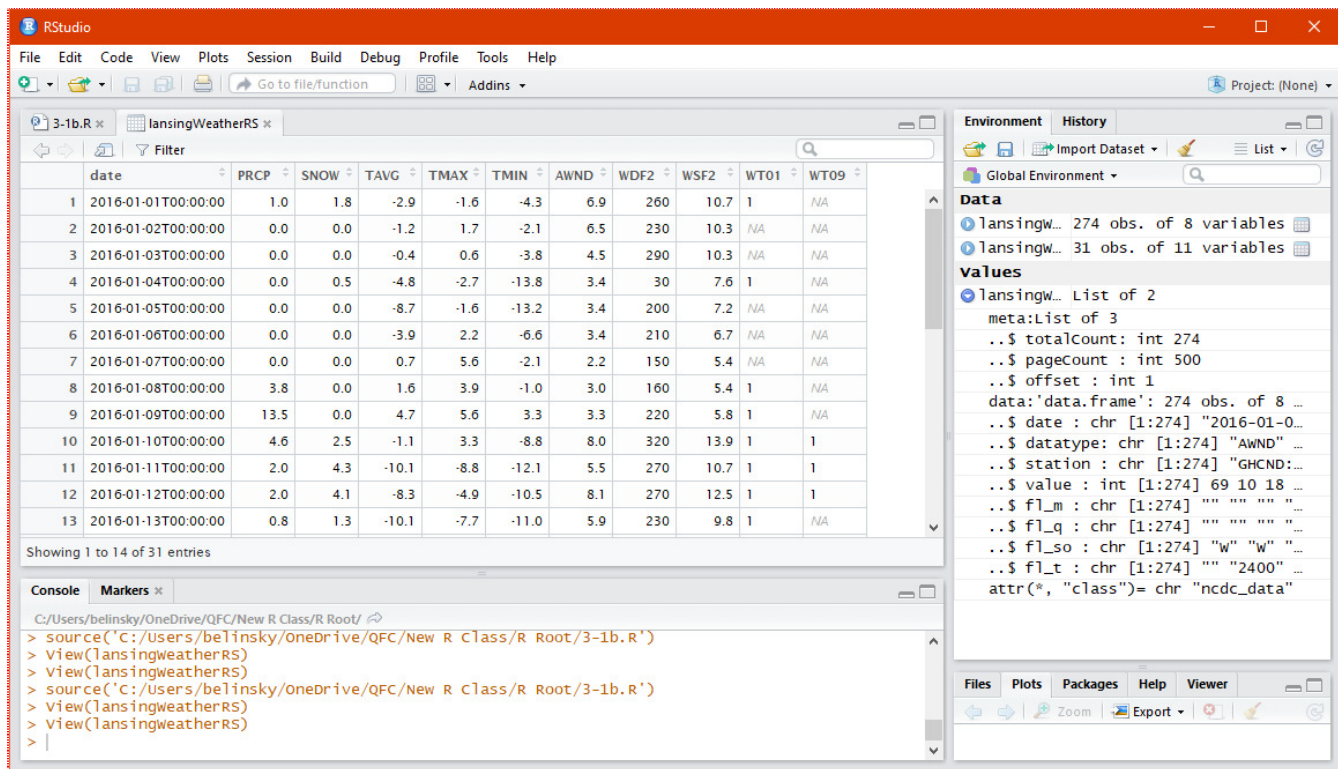 RStudio
File Edit Code View Plots Session Build Debug Profile Tools Help
Go to file/function Addins Project: (None)
3-1b.R lansingWeatherRS
Filter
date PRCP SNOW TAVG TMAX TMIN AWND WDF2 WSF2 WT01 WT09
1 2016-01-01T00:00:00 1.0 1.8 -2.9 -1.6 -4.3 6.9 260 10.7 1 NA
2 2016-01-02T00:00:00 0.0 0.0 -1.2 1.7 -2.1 6.5 230 10.3 NA NA
3 2016-01-03T00:00:00 0.0 0.0 -0.4 0.6 -3.8 4.5 290 10.3 NA NA
4 2016-01-04T00:00:00 0.0 0.5 -4.8 -2.7 -13.8 3.4 30 7.6 1 NA
5 2016-01-05T00:00:00 0.0 0.0 -8.7 -1.6 -13.2 3.4 200 7.2 NA NA
6 2016-01-06T00:00:00 0.0 0.0 -3.9 2.2 -6.6 3.4 210 6.7 NA NA
7 2016-01-07T00:00:00 0.0 0.0 0.7 5.6 -2.1 2.2 150 5.4 NA NA
8 2016-01-08T00:00:00 3.8 0.0 1.6 3.9 -1.0 3.0 160 5.4 1 NA
9 2016-01-09T00:00:00 13.5 0.0 4.7 5.6 3.3 3.3 220 5.8 1 NA
10 2016-01-10T00:00:00 4.6 2.5 -1.1 3.3 -8.8 8.0 320 13.9 1 1
11 2016-01-11T00:00:00 2.0 4.3 -10.1 -8.8 -12.1 5.5 270 10.7 1 1
12 2016-01-12T00:00:00 2.0 4.1 -8.3 -4.9 -10.5 8.1 270 12.5 1 1
13 2016-01-13T00:00:00 0.8 1.3 -10.1 -7.7 -11.0 5.9 230 9.8 1 NA
Showing 1 to 14 of 31 entries
Console Markers
C:/Users/belinsky/OneDrive/QFC/New R Class/R Root/
> source('C:/Users/belinsky/OneDrive/QFC/New R Class/R Root/3-1b.R')
> View(lansingWeatherRS)
> View(lansingWeatherRS)
> source('C:/Users/belinsky/OneDrive/QFC/New R Class/R Root/3-1b.R')
> View(lansingWeatherRS)
> View(lansingWeatherRS)
>
Environment History
Import Dataset List
Global Environment
Data
lansingW… 274 obs. of 8 variables
lansingW… 31 obs. of 11 variables
Values
lansingW… List of 2
meta:List of 3
..$ totalCount: int 274
..$ pageCount : int 500
..$ offset : int 1
data:'data.frame': 274 obs. of 8 …
..$ date : chr [1:274] "2016-01-0…
..$ datatype: chr [1:274] "AWND" …
..$ station : chr [1:274] "GHCND:…
..$ value : int [1:274] 69 10 18 …
..$ fl_m : chr [1:274] "" "" "" "…
..$ fl_q : chr [1:274] "" "" "" "…
..$ fl_so : chr [1:274] "W" "W" "…
..$ fl_t : chr [1:274] "" "2400" …
attr(*, "class")= chr "ncdc_data"
Files Plots Packages Help Viewer
Zoom Export